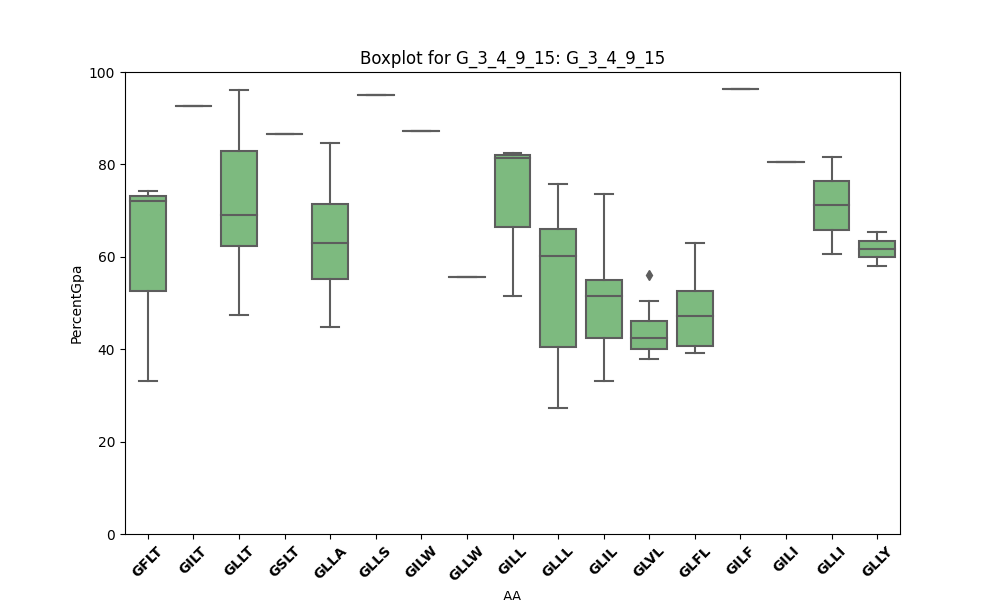 Boxplot for G_3_4_9_15: G_3_4_9_15
100
80
60
40
20
0
PercentGpa
GFLT GILT GLLT GSLT GLLA GLLS GILW GLLW GILL GLLL GLIL GLVL GLFL GILF GILI GLLI GLLY
AA